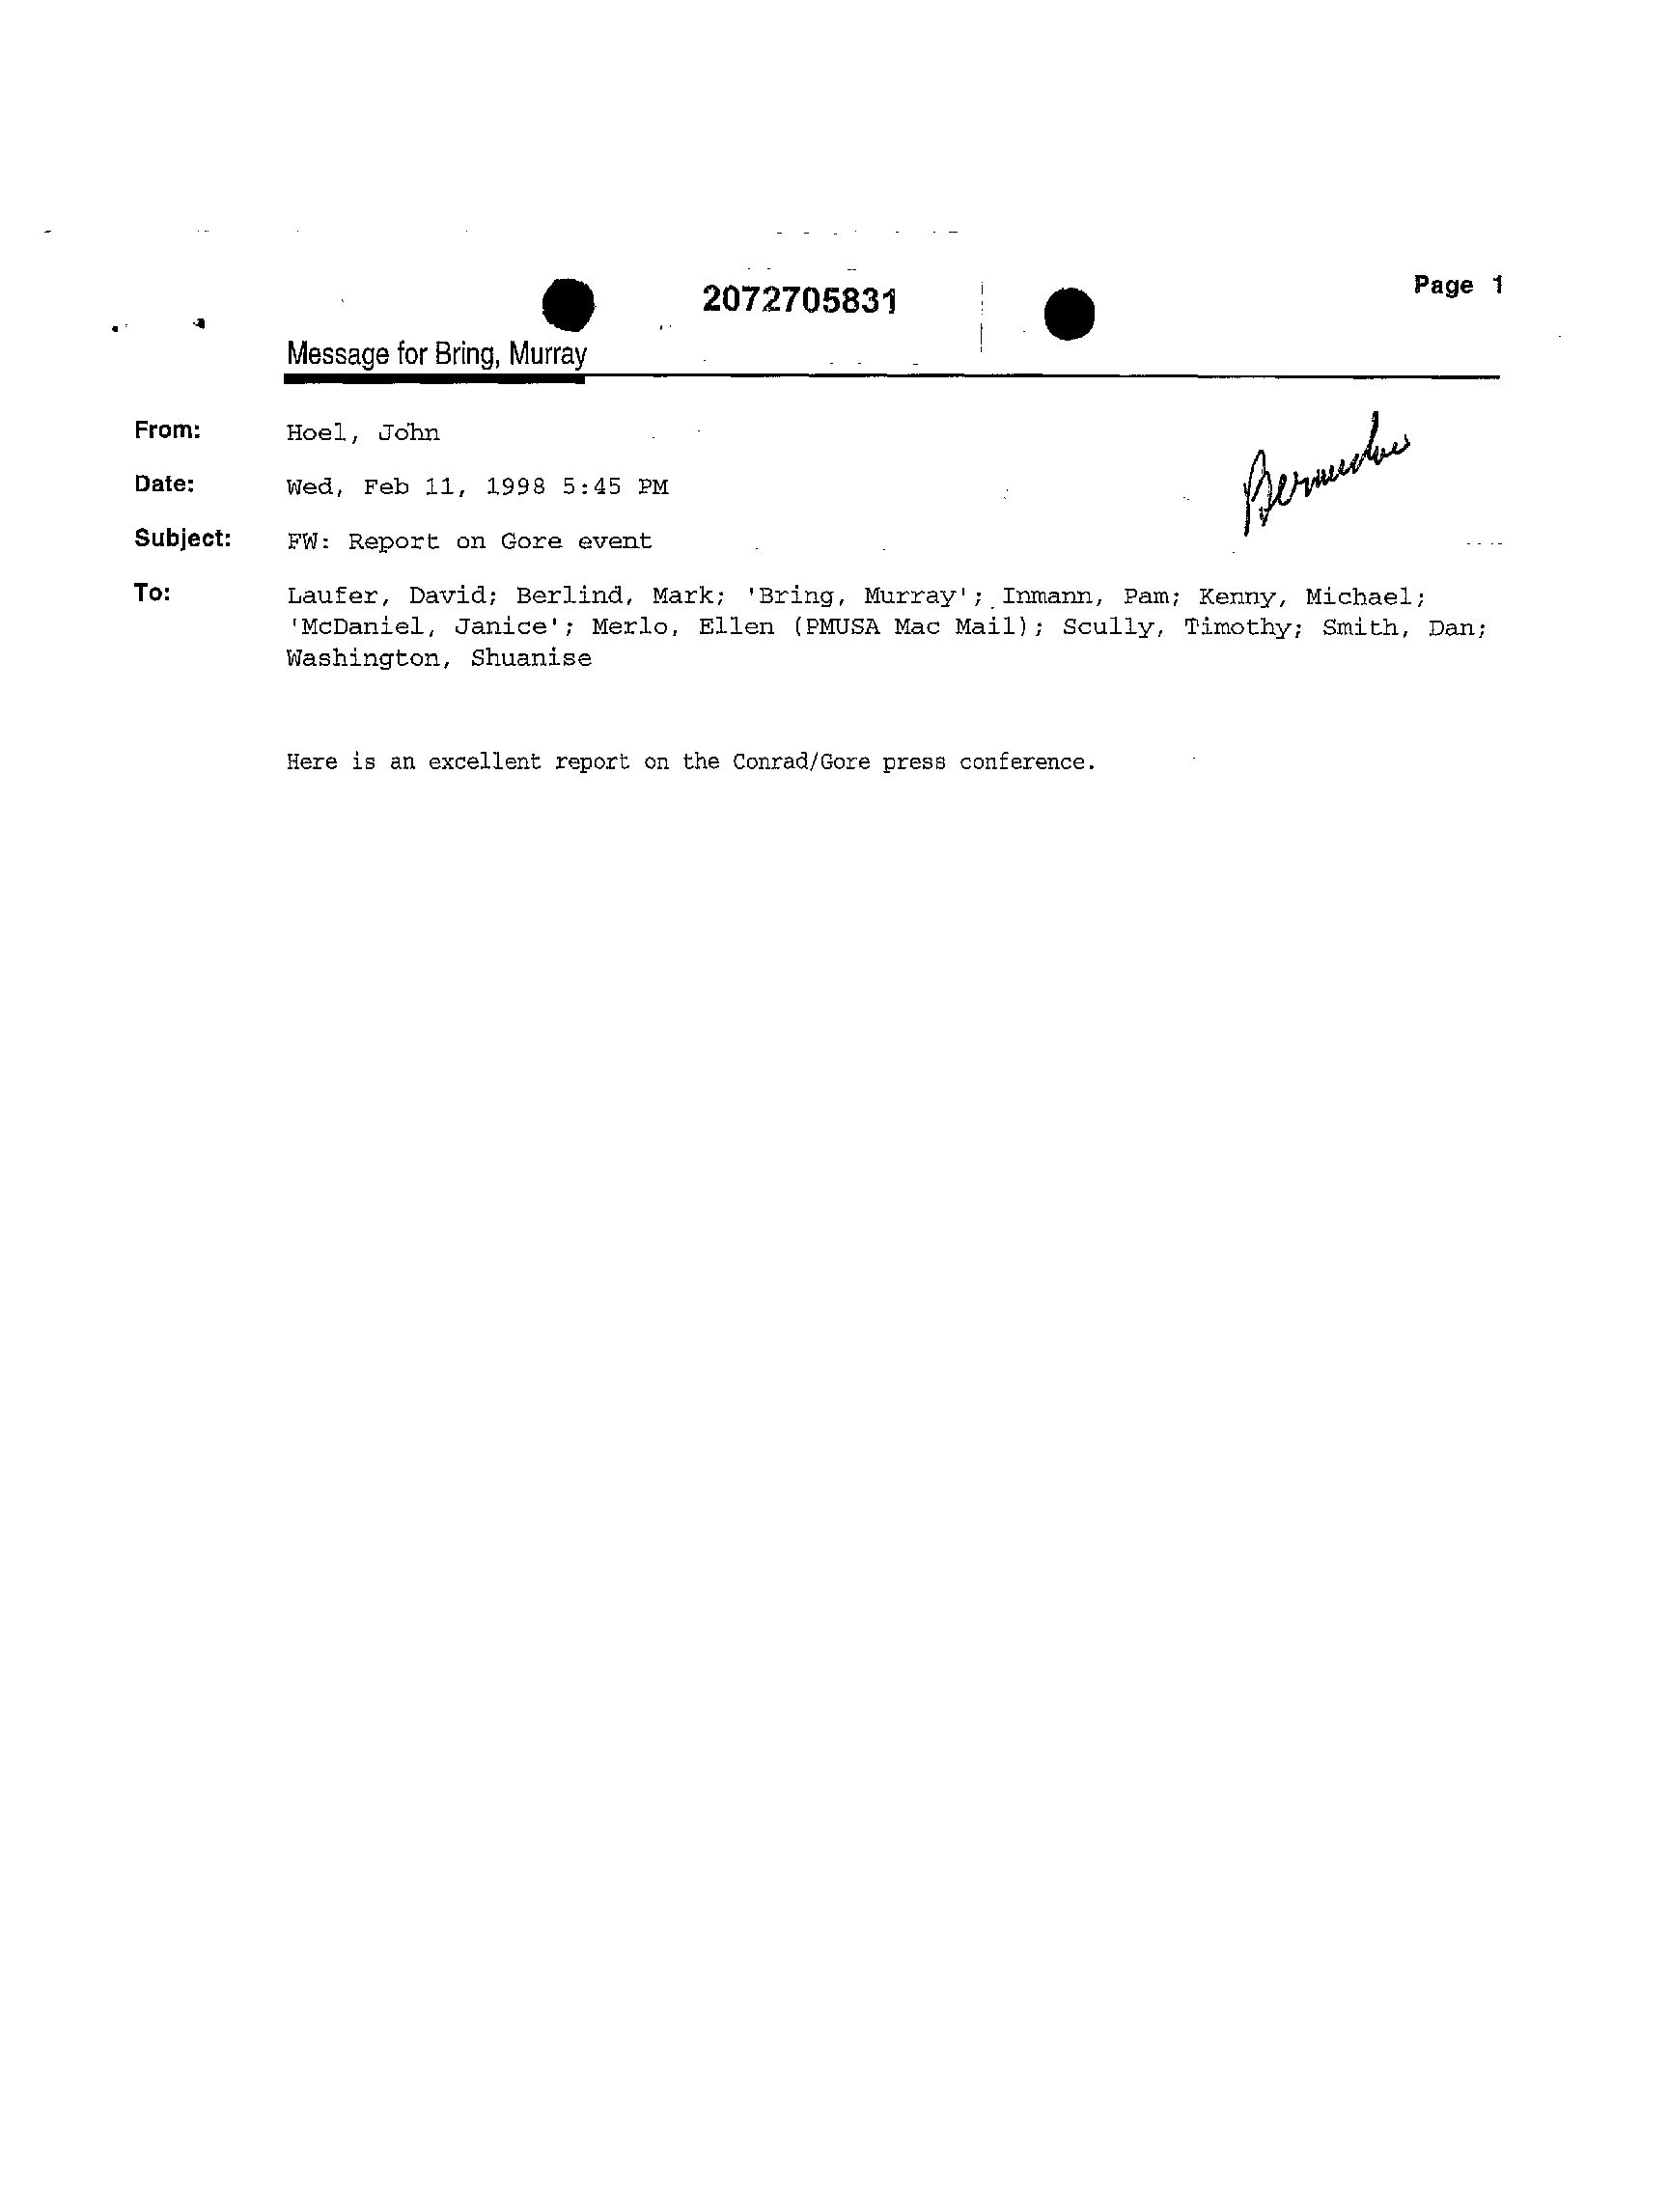 2072705831
Page 1
Message for Bring, Murray
From: Hoel, John
Date: Wed, Feb 11, 1998 5:45 PM
Subject: FW: Report on Gore event
To: Laufer, David; Berlind, Mark; 'Bring, Murray'; Inmann, Pam; Kenny, Michael;
'McDaniel, Janice'; Merlo, Ellen (PMUSA Mac Mail); Scully, Timothy; Smith, Dan;
Washington, Shuanise
Here is an excellent report on the Conrad/Gore press conference.